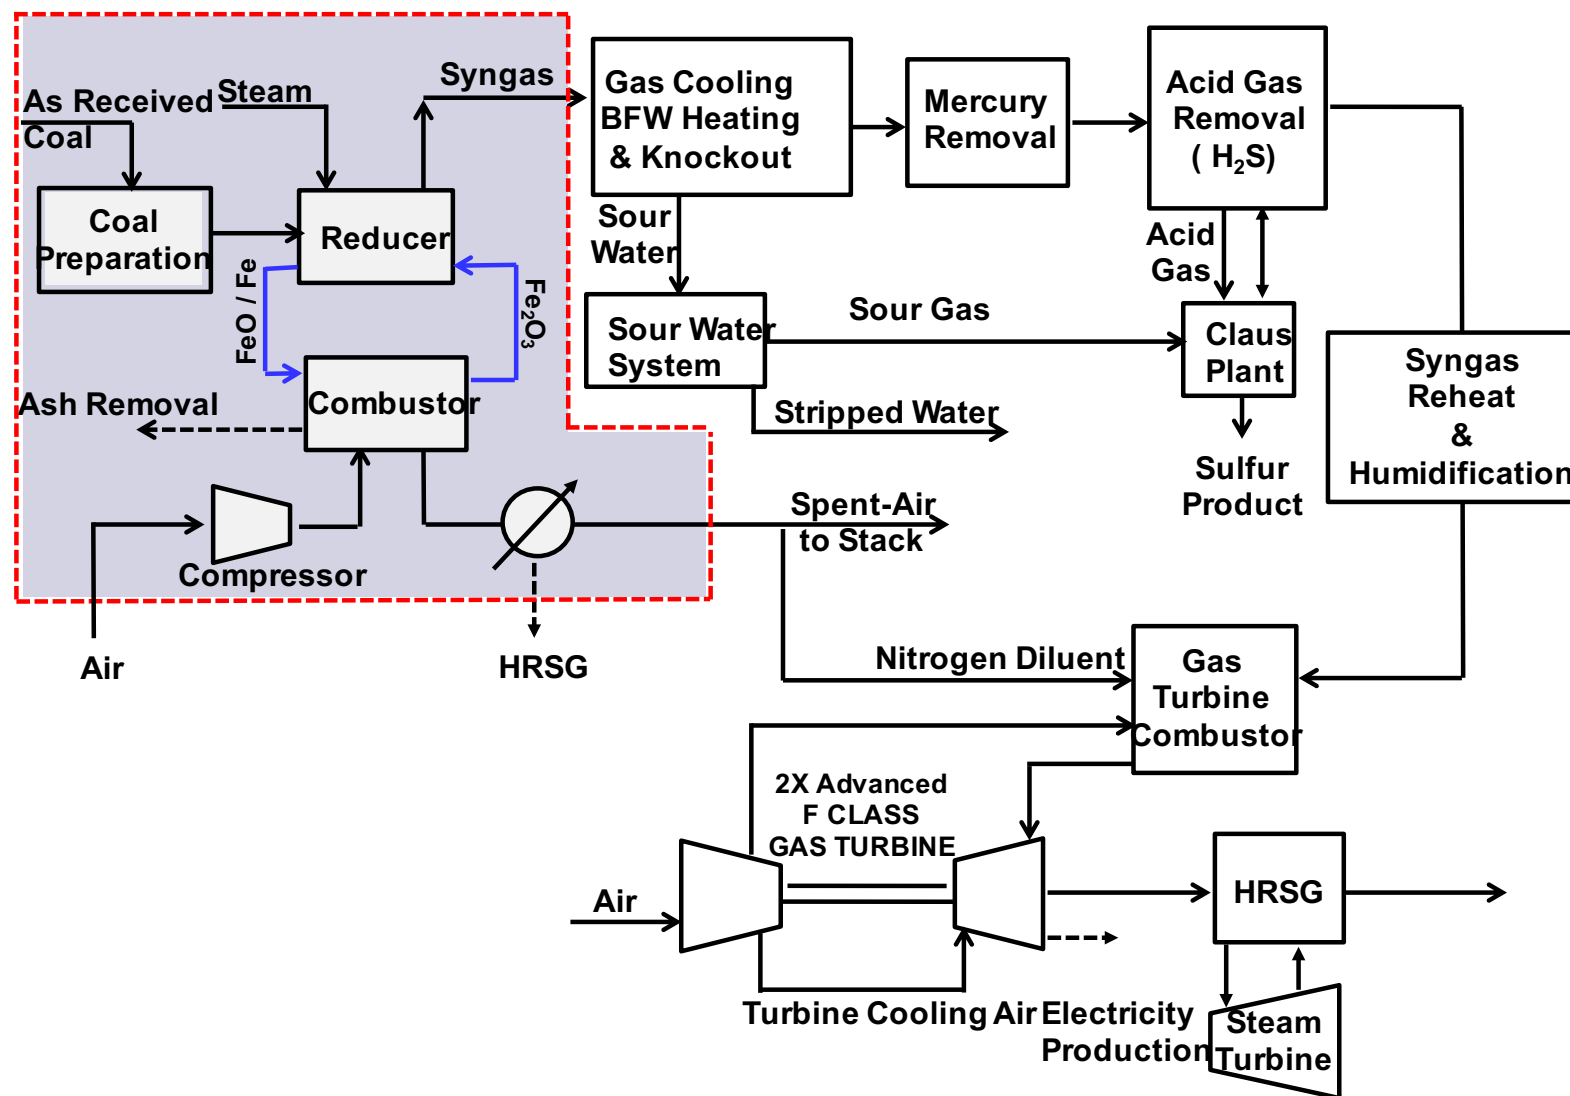 As Received
Coal
Steam
Syngas
Gas Cooling
BFW Heating
& Knockout
Mercury
Removal
Acid Gas
Removal
( H₂S)
Coal
Preparation
Reducer
Sour
Water
Acid
Gas
FeO / Fe
Fe₂O₃
Sour Water
System
Sour Gas
Claus
Plant
Syngas
Reheat
&
Humidification
Ash Removal
Combustor
Stripped Water
Sulfur
Product
Compressor
Spent-Air
to Stack
Air
HRSG
Nitrogen Diluent
Gas
Turbine
Combustor
2X Advanced
F CLASS
GAS TURBINE
Air
HRSG
Turbine Cooling Air
Electricity
Production
Steam
Turbine